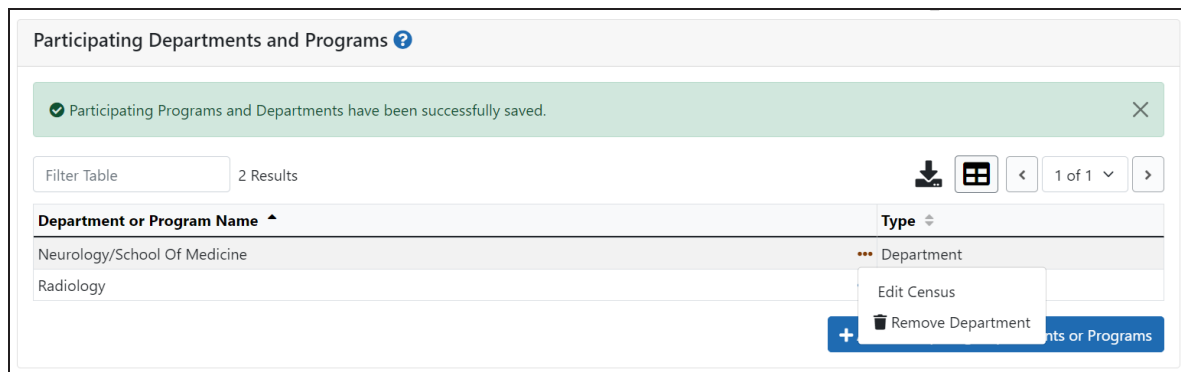 Participating Departments and Programs ?
Participating Programs and Departments have been successfully saved.
Filter Table 2 Results 1 of 1
Department or Program Name Type
Neurology/School Of Medicine ••• Department
Radiology
Edit Census
Remove Department
+ nts or Programs